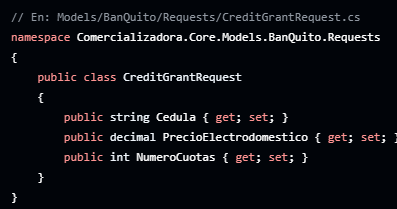 // En: Models/BanQuito/Requests/CreditGrantRequest.cs
namespace Comercializadora.Core.Models.BanQuito.Requests
{
    public class CreditGrantRequest
    {
        public string Cedula { get; set; }
        public decimal PrecioElectrodomestico { get; set; }
        public int NumeroCuotas { get; set; }
    }
}